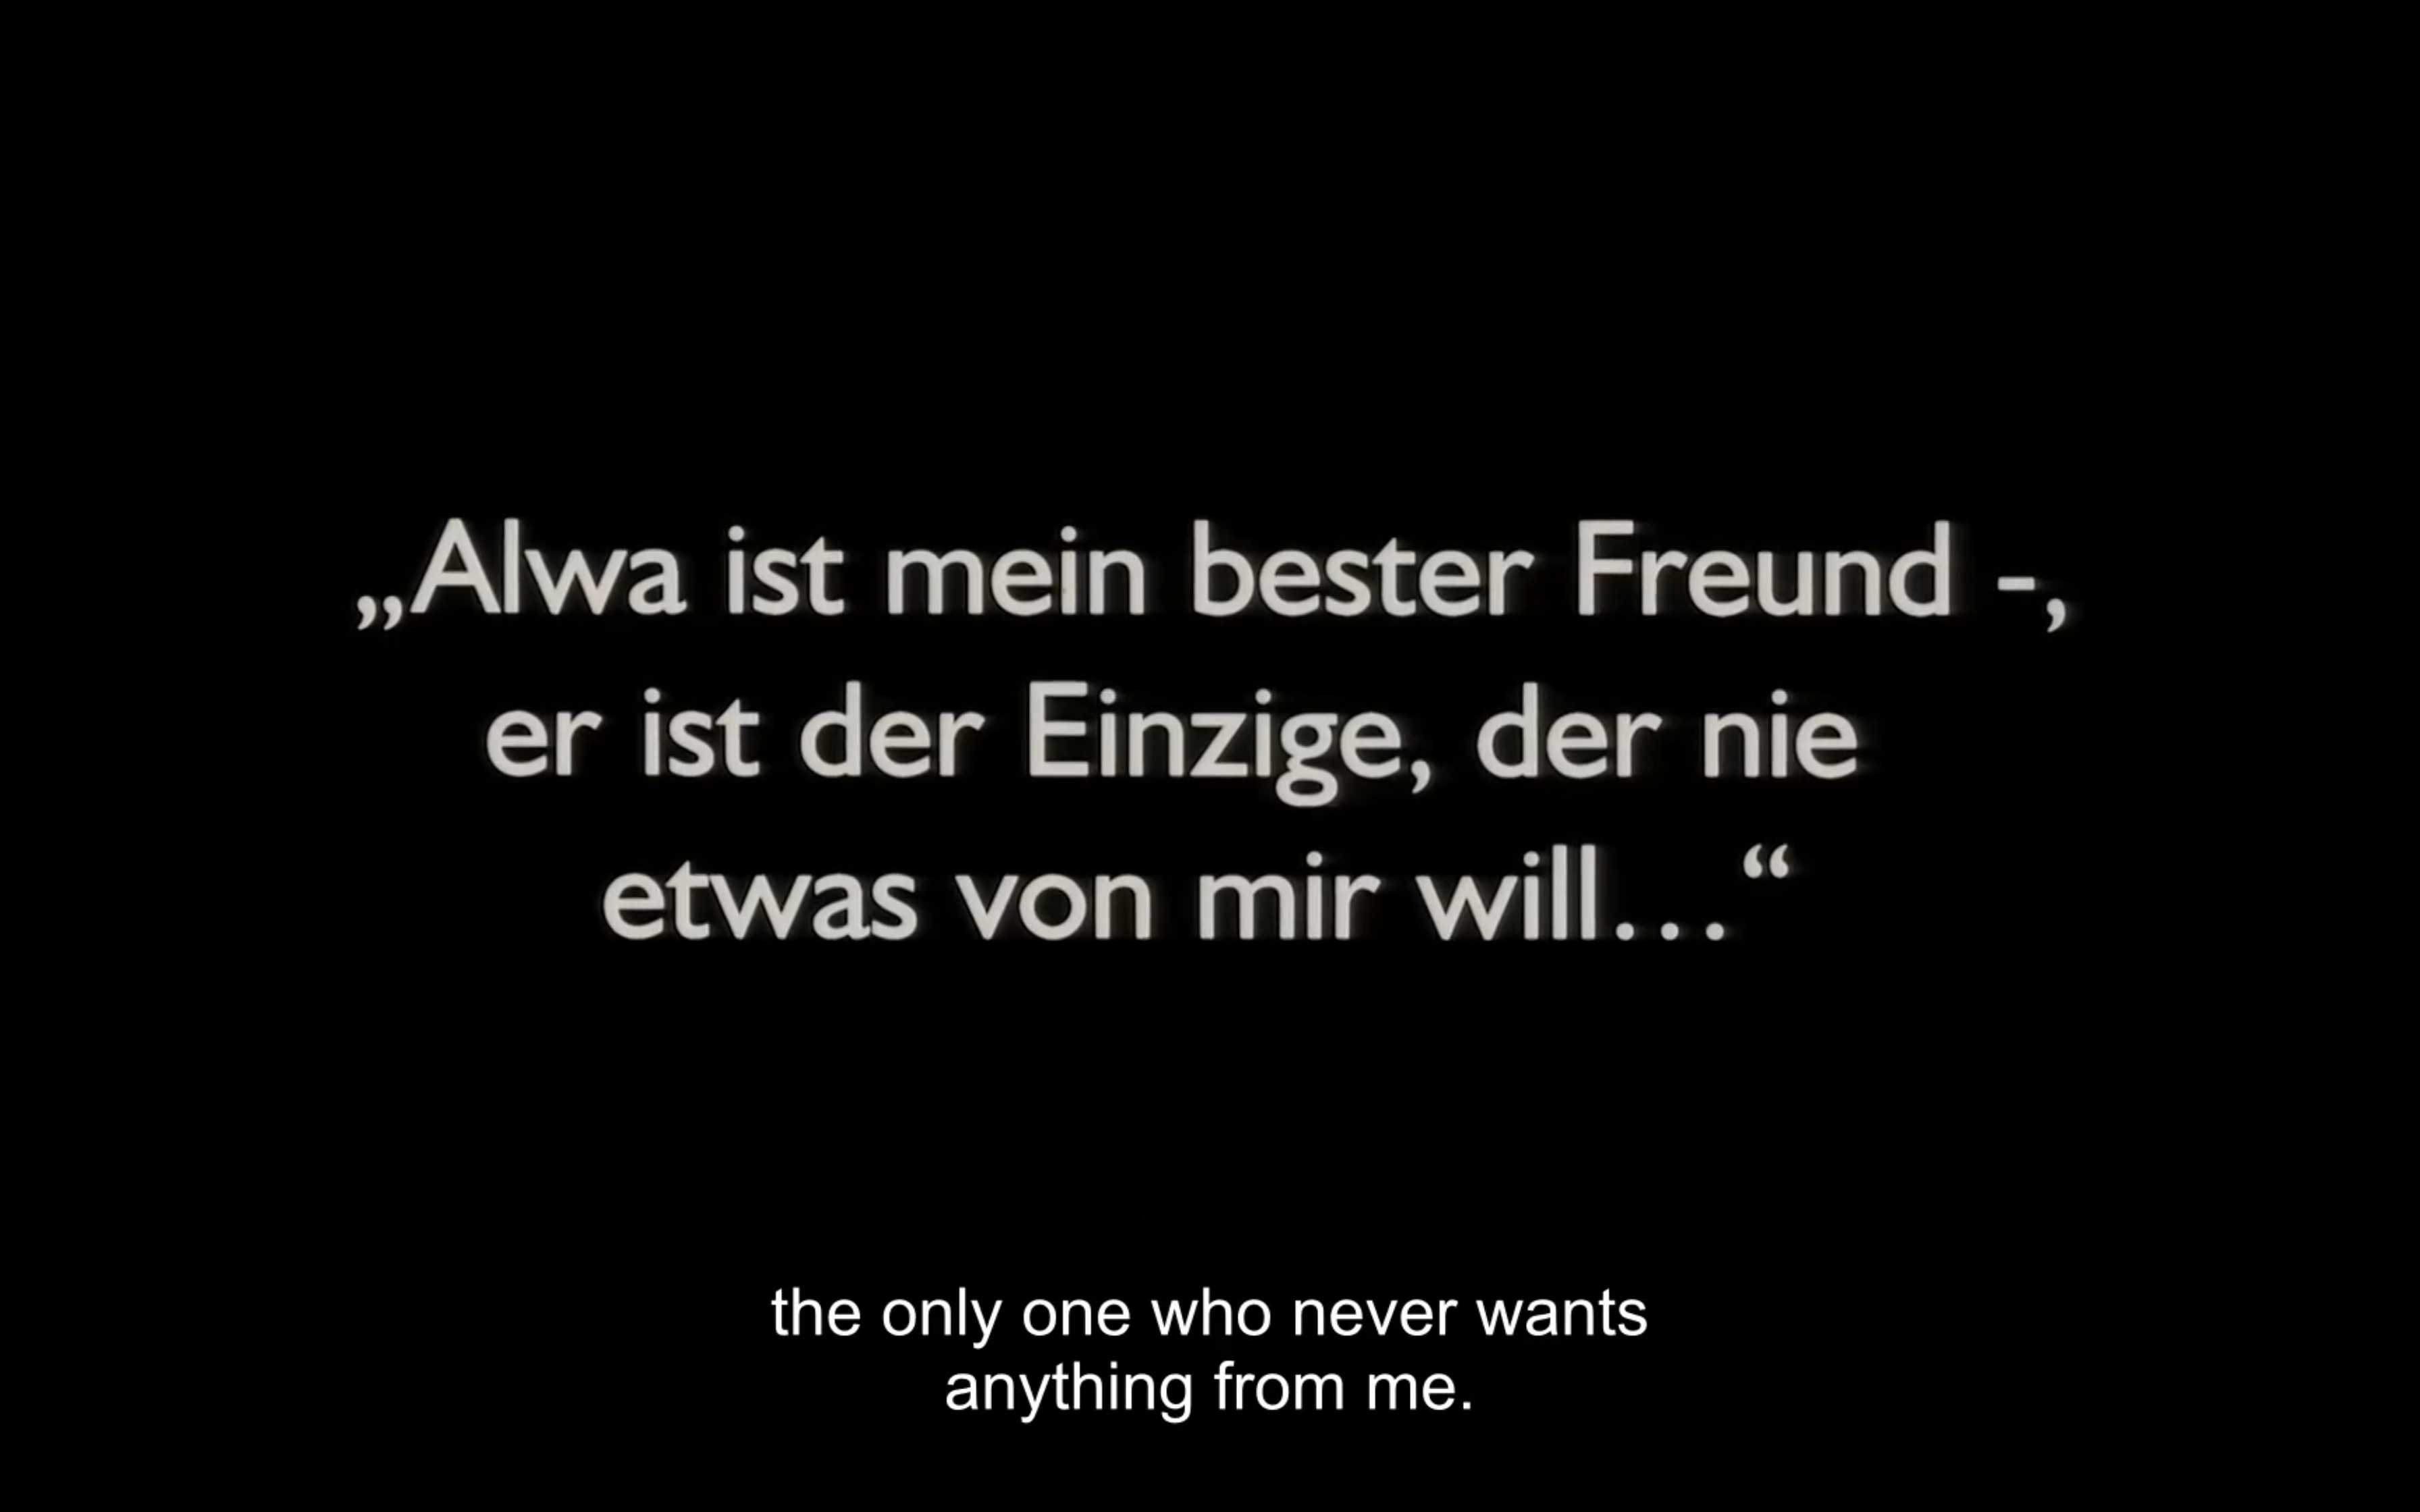 „Alwa ist mein bester Freund -,
er ist der Einzige, der nie
etwas von mir will...“
the only one who never wants
anything from me.